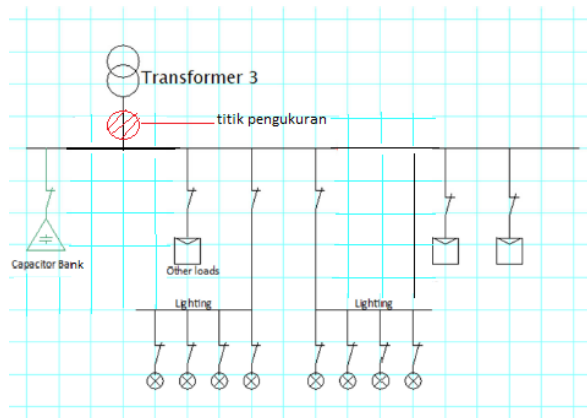 Transformer 3
titik pengukuran
Capacitor Bank
Other loads
Lighting
Lighting